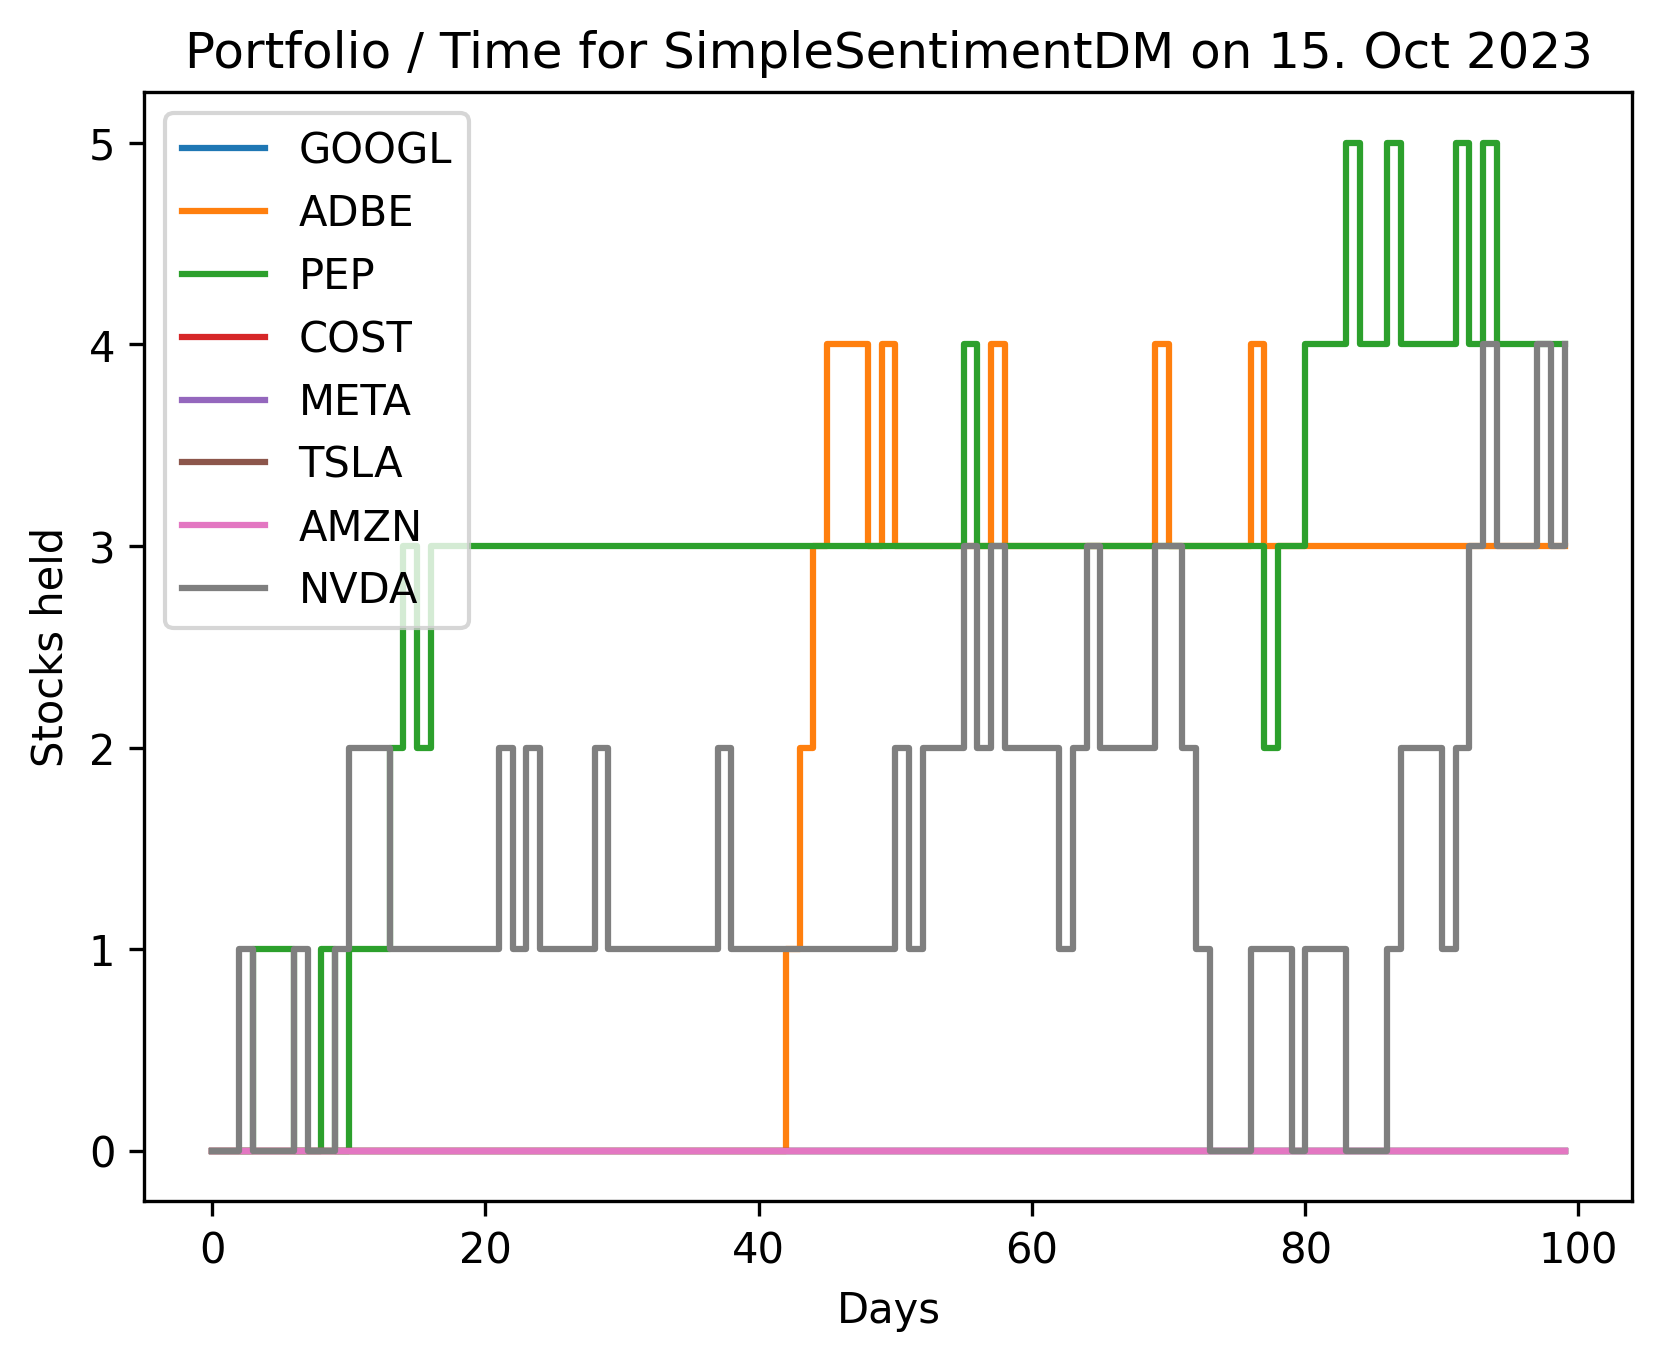 Portfolio / Time for SimpleSentimentDM on 15. Oct 2023
5
4
3
2
1
0
Stocks held
GOOGL
ADBE
PEP
COST
META
TSLA
AMZN
NVDA
0 20 40 60 80 100
Days